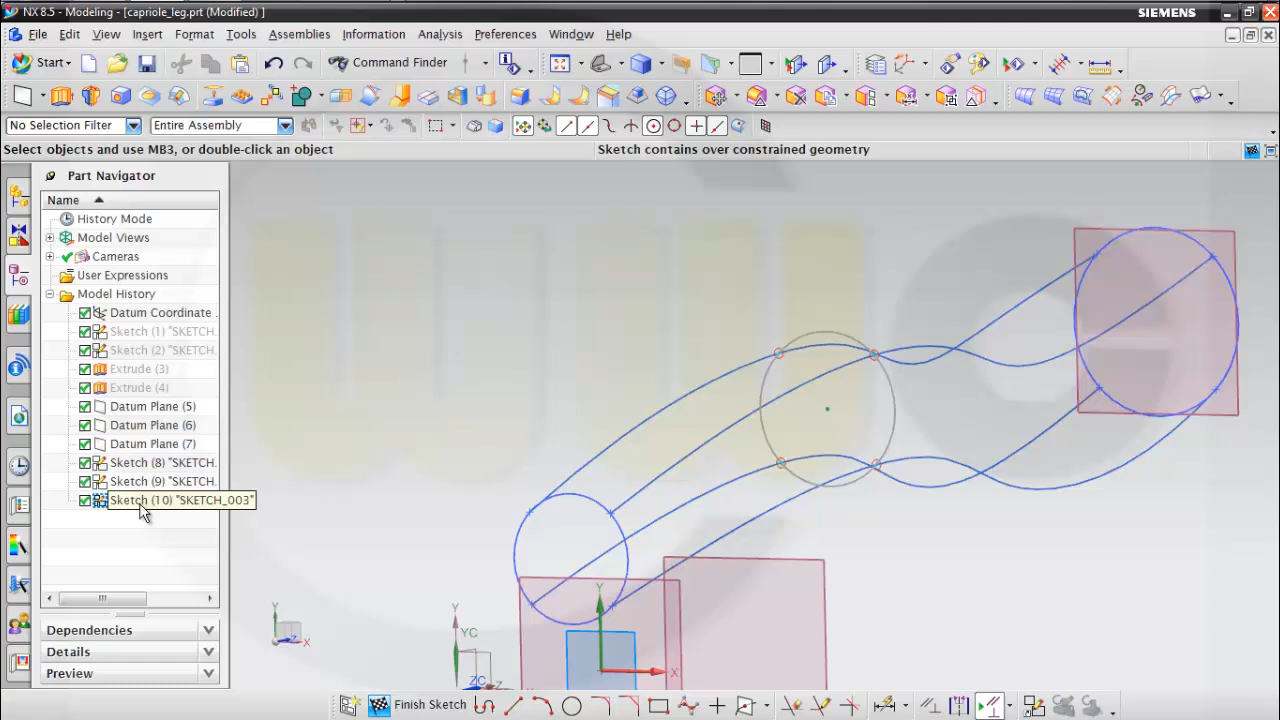 NX 8.5 - Modeling - [capriole_leg.prt (Modified) ]
SIEMENS
File Edit View Insert Format Tools Assemblies Information Analysis Preferences Window Help
Start Command Finder
No Selection Filter Entire Assembly
Select objects and use MB3, or double-click an object
Sketch contains over constrained geometry
Part Navigator
Name
History Mode
Model Views
Cameras
User Expressions
Model History
Datum Coordinate
Sketch (1) "SKETCH
Sketch (2) "SKETCH
Extrude (3)
Extrude (4)
Datum Plane (5)
Datum Plane (6)
Datum Plane (7)
Sketch (8) "SKETCH
Sketch (9) "SKETCH
Sketch (10) "SKETCH_003"
Dependencies
Details
Preview
Y
X
Z
Y
YC
ZC
Y
X
Finish Sketch